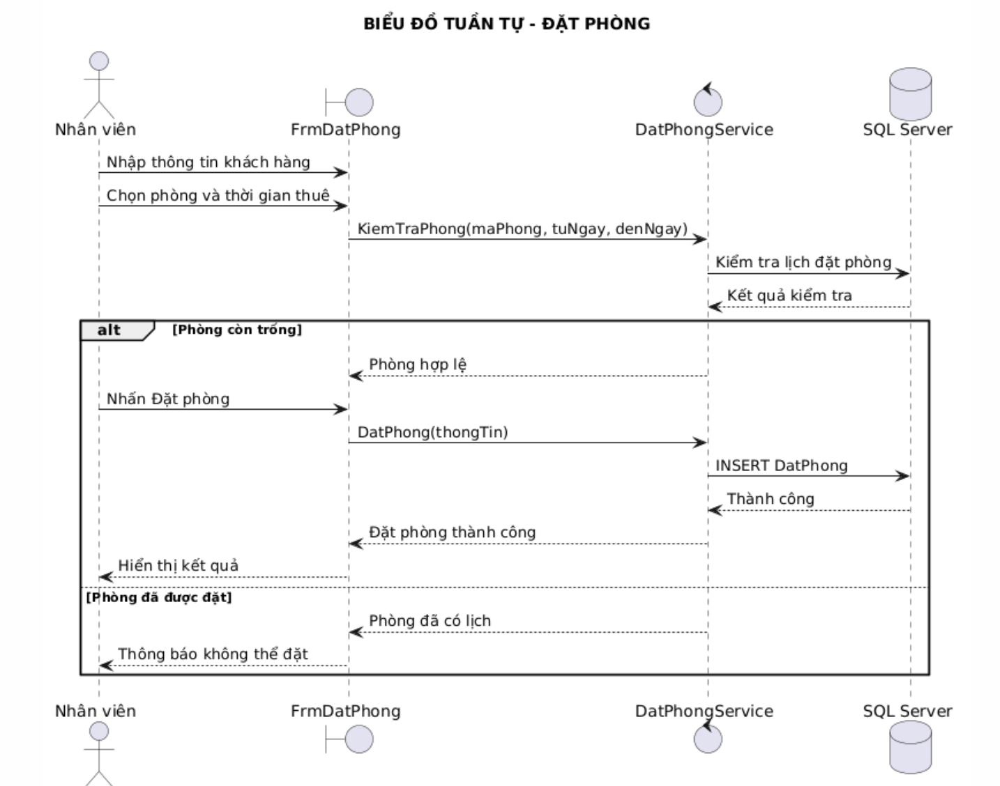 BIỂU ĐỒ TUẦN TỰ - ĐẶT PHÒNG
Nhân viên
FrmDatPhong
DatPhongService
SQL Server
Nhập thông tin khách hàng
Chọn phòng và thời gian thuê
KiemTraPhong(maPhong, tuNgay, denNgay)
Kiểm tra lịch đặt phòng
Kết quả kiểm tra
alt [Phòng còn trống]
Phòng hợp lệ
Nhấn Đặt phòng
DatPhong(thongTin)
INSERT DatPhong
Thành công
Đặt phòng thành công
Hiển thị kết quả
[Phòng đã được đặt]
Phòng đã có lịch
Thông báo không thể đặt
Nhân viên
FrmDatPhong
DatPhongService
SQL Server